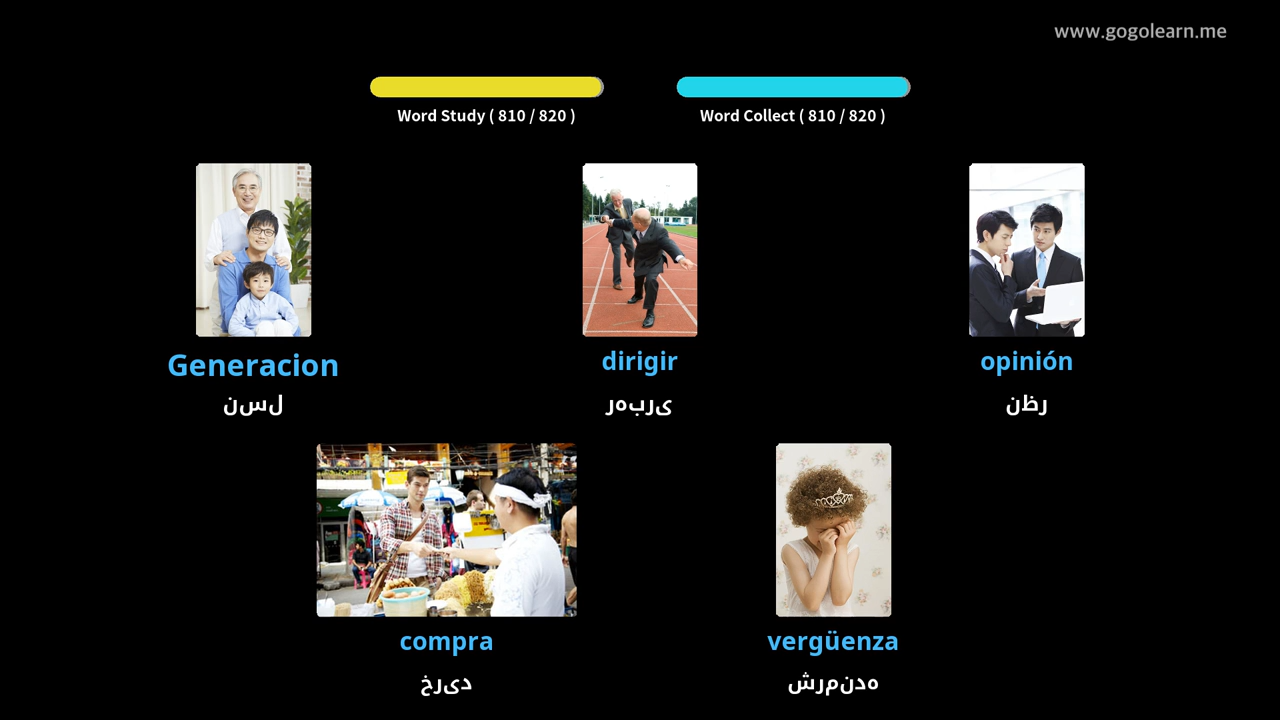 www.gogolearn.me
Word Study ( 810 / 820 )
Word Collect ( 810 / 820 )
Generacion
لسن
dirigir
یربهر
opinión
رظن
compra
دیرخ
vergüenza
هدنمرش